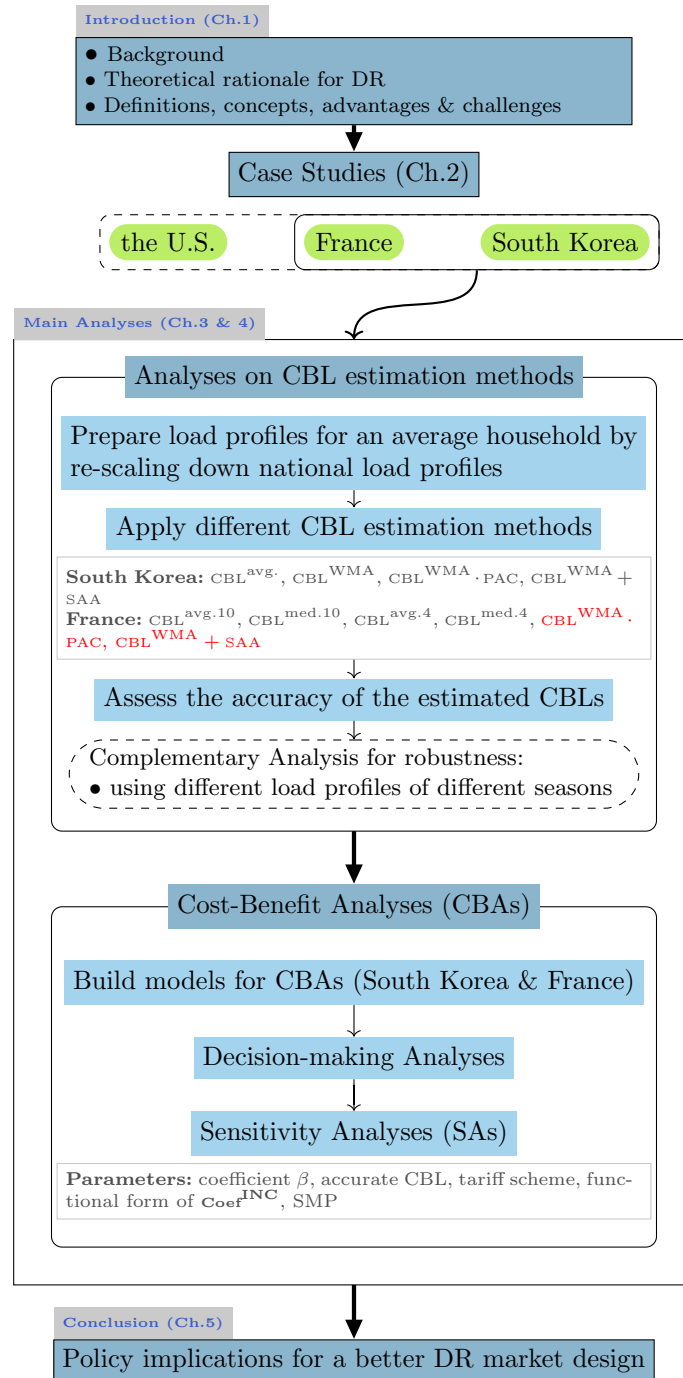 Introduction (Ch.1)
• Background
• Theoretical rationale for DR
• Definitions, concepts, advantages & challenges
Case Studies (Ch.2)
the U.S. France South Korea
Main Analyses (Ch.3 & 4)
Analyses on CBL estimation methods
Prepare load profiles for an average household by
re-scaling down national load profiles
Apply different CBL estimation methods
South Korea: CBL^avg., CBL^WMA, CBL^WMA · PAC, CBL^WMA +
SAA
France: CBL^avg.10, CBL^med.10, CBL^avg.4, CBL^med.4, CBL^WMA ·
PAC, CBL^WMA + SAA
Assess the accuracy of the estimated CBLs
Complementary Analysis for robustness:
• using different load profiles of different seasons
Cost-Benefit Analyses (CBAs)
Build models for CBAs (South Korea & France)
Decision-making Analyses
Sensitivity Analyses (SAs)
Parameters: coefficient β, accurate CBL, tariff scheme, func-
tional form of Coef^INC, SMP
Conclusion (Ch.5)
Policy implications for a better DR market design